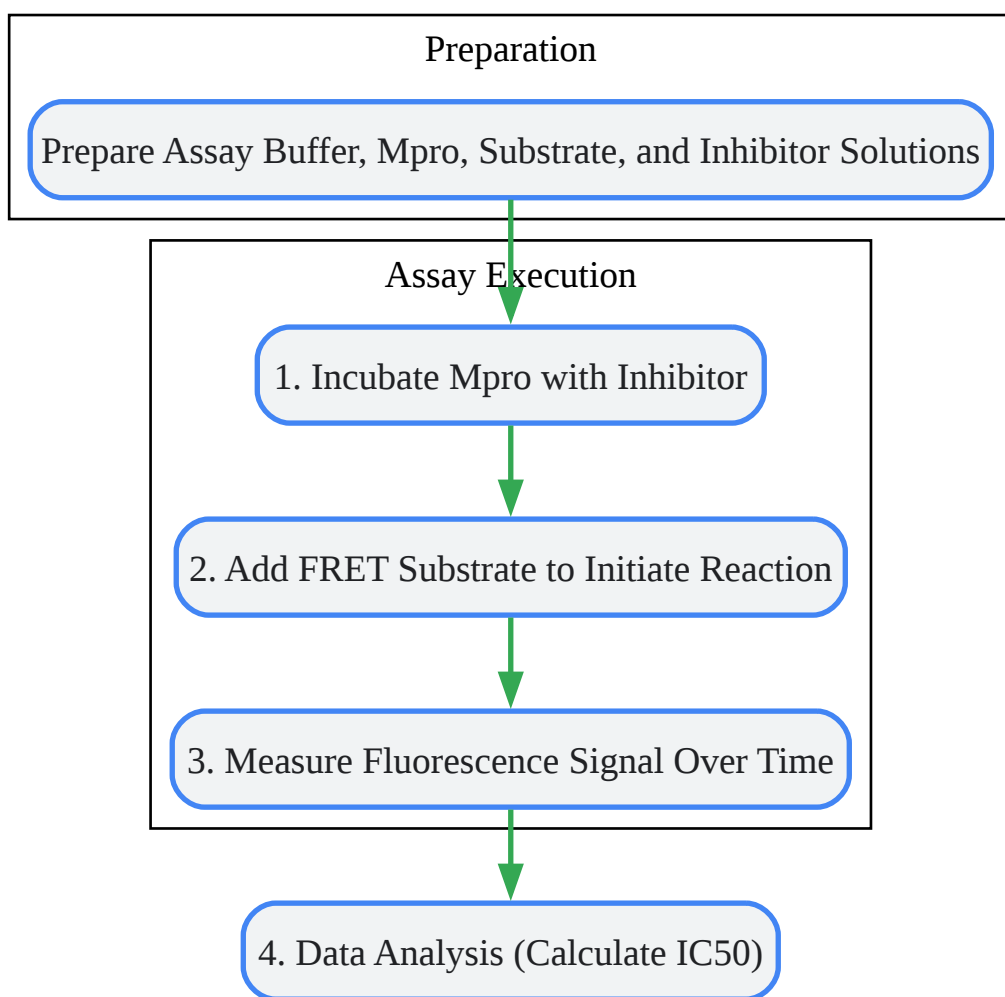 Preparation
Prepare Assay Buffer, Mpro, Substrate, and Inhibitor Solutions
Assay Execution
1. Incubate Mpro with Inhibitor
2. Add FRET Substrate to Initiate Reaction
3. Measure Fluorescence Signal Over Time
4. Data Analysis (Calculate IC50)